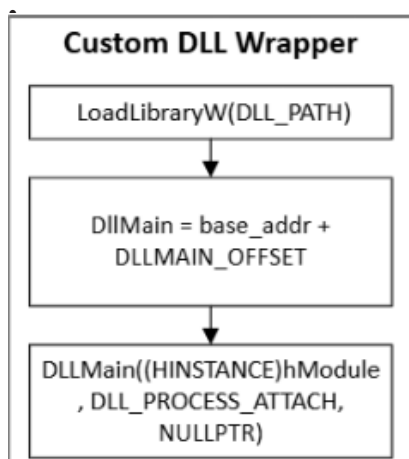 Custom DLL Wrapper
LoadLibraryW(DLL_PATH)
DllMain = base_addr +
DLLMAIN_OFFSET
DLLMain((HINSTANCE)hModule
, DLL_PROCESS_ATTACH,
NULLPTR)